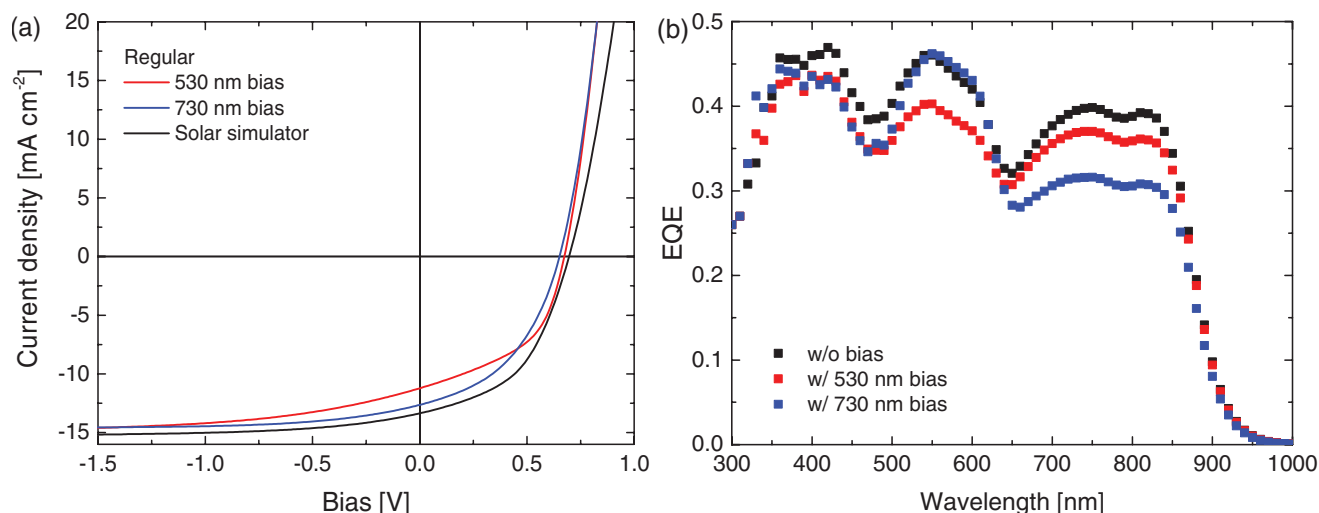 (a)
20
15
10
5
0
-5
-10
-15
Current density [mA cm-2]
Regular
530 nm bias
730 nm bias
Solar simulator
-1.5
-1.0
-0.5
0.0
0.5
1.0
Bias [V]
(b)
0.5
0.4
0.3
0.2
0.1
0.0
EQE
w/o bias
w/ 530 nm bias
w/ 730 nm bias
300
400
500
600
700
800
900
1000
Wavelength [nm]